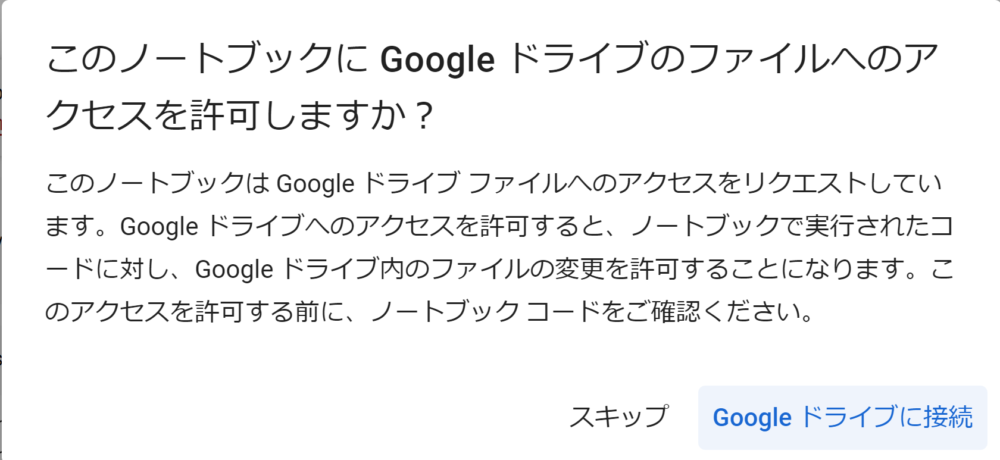 このノートブックに Google ドライブのファイルへのア
クセスを許可しますか？
このノートブックは Google ドライブ ファイルへのアクセスをリクエストしてい
ます。Google ドライブへのアクセスを許可すると、ノートブックで実行されたコ
ードに対し、Google ドライブ内のファイルの変更を許可することになります。こ
のアクセスを許可する前に、ノートブック コードをご確認ください。
スキップ
Google ドライブに接続